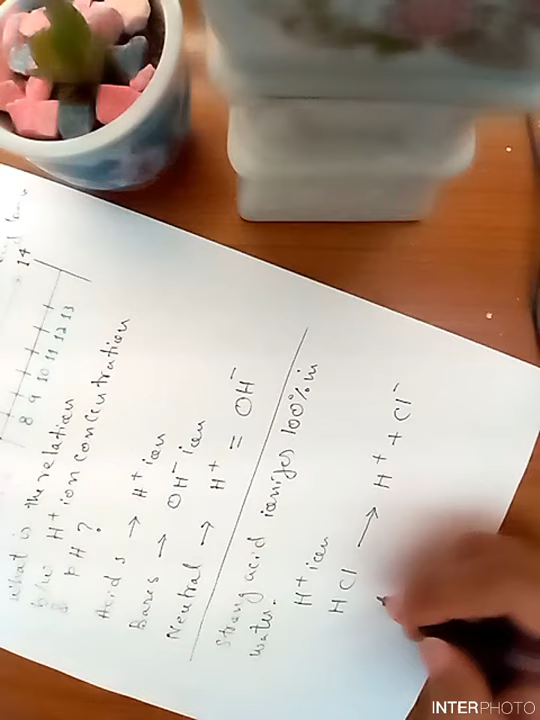 14
8 9 10 11 12 13
What is the relation
b/w H+ ion concentration
& pH ?
Acids → H+ ion
Bases → OH- ion
Neutral → H+ = OH-
Strong acid ionizes 100% in
water.
H+ ion
HCl → H+ + Cl-
INTERPHOTO